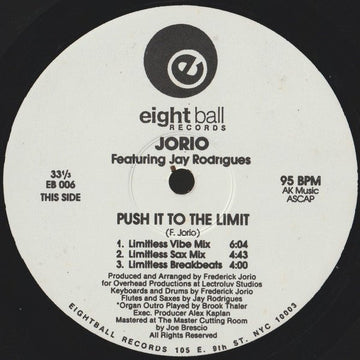 e
eight ball
RECORDS
JORIO
Featuring Jay Rodrigues
33⅓
EB 006
THIS SIDE
95 BPM
AK Music
ASCAP
PUSH IT TO THE LIMIT
(F. Jorio)
1. Limitless Vibe Mix 6:04
2. Limitless Sax Mix 4:43
3. Limitless Breakbeats 4:00
Produced and Arranged by Frederick Jorio
for Overhead Productions at Lectroluv Studios
Keyboards and Drums by Frederick Jorio
Flutes and Saxes by Jay Rodrigues
*Organ Outro Played by Brook Thaler
Exec. Producer Alex Kaplan
Mastered at The Master Cutting Room
by Joe Brescio
All Rights Reserved
EIGHTBALL RECORDS 105 E. 9th ST. NYC 10003